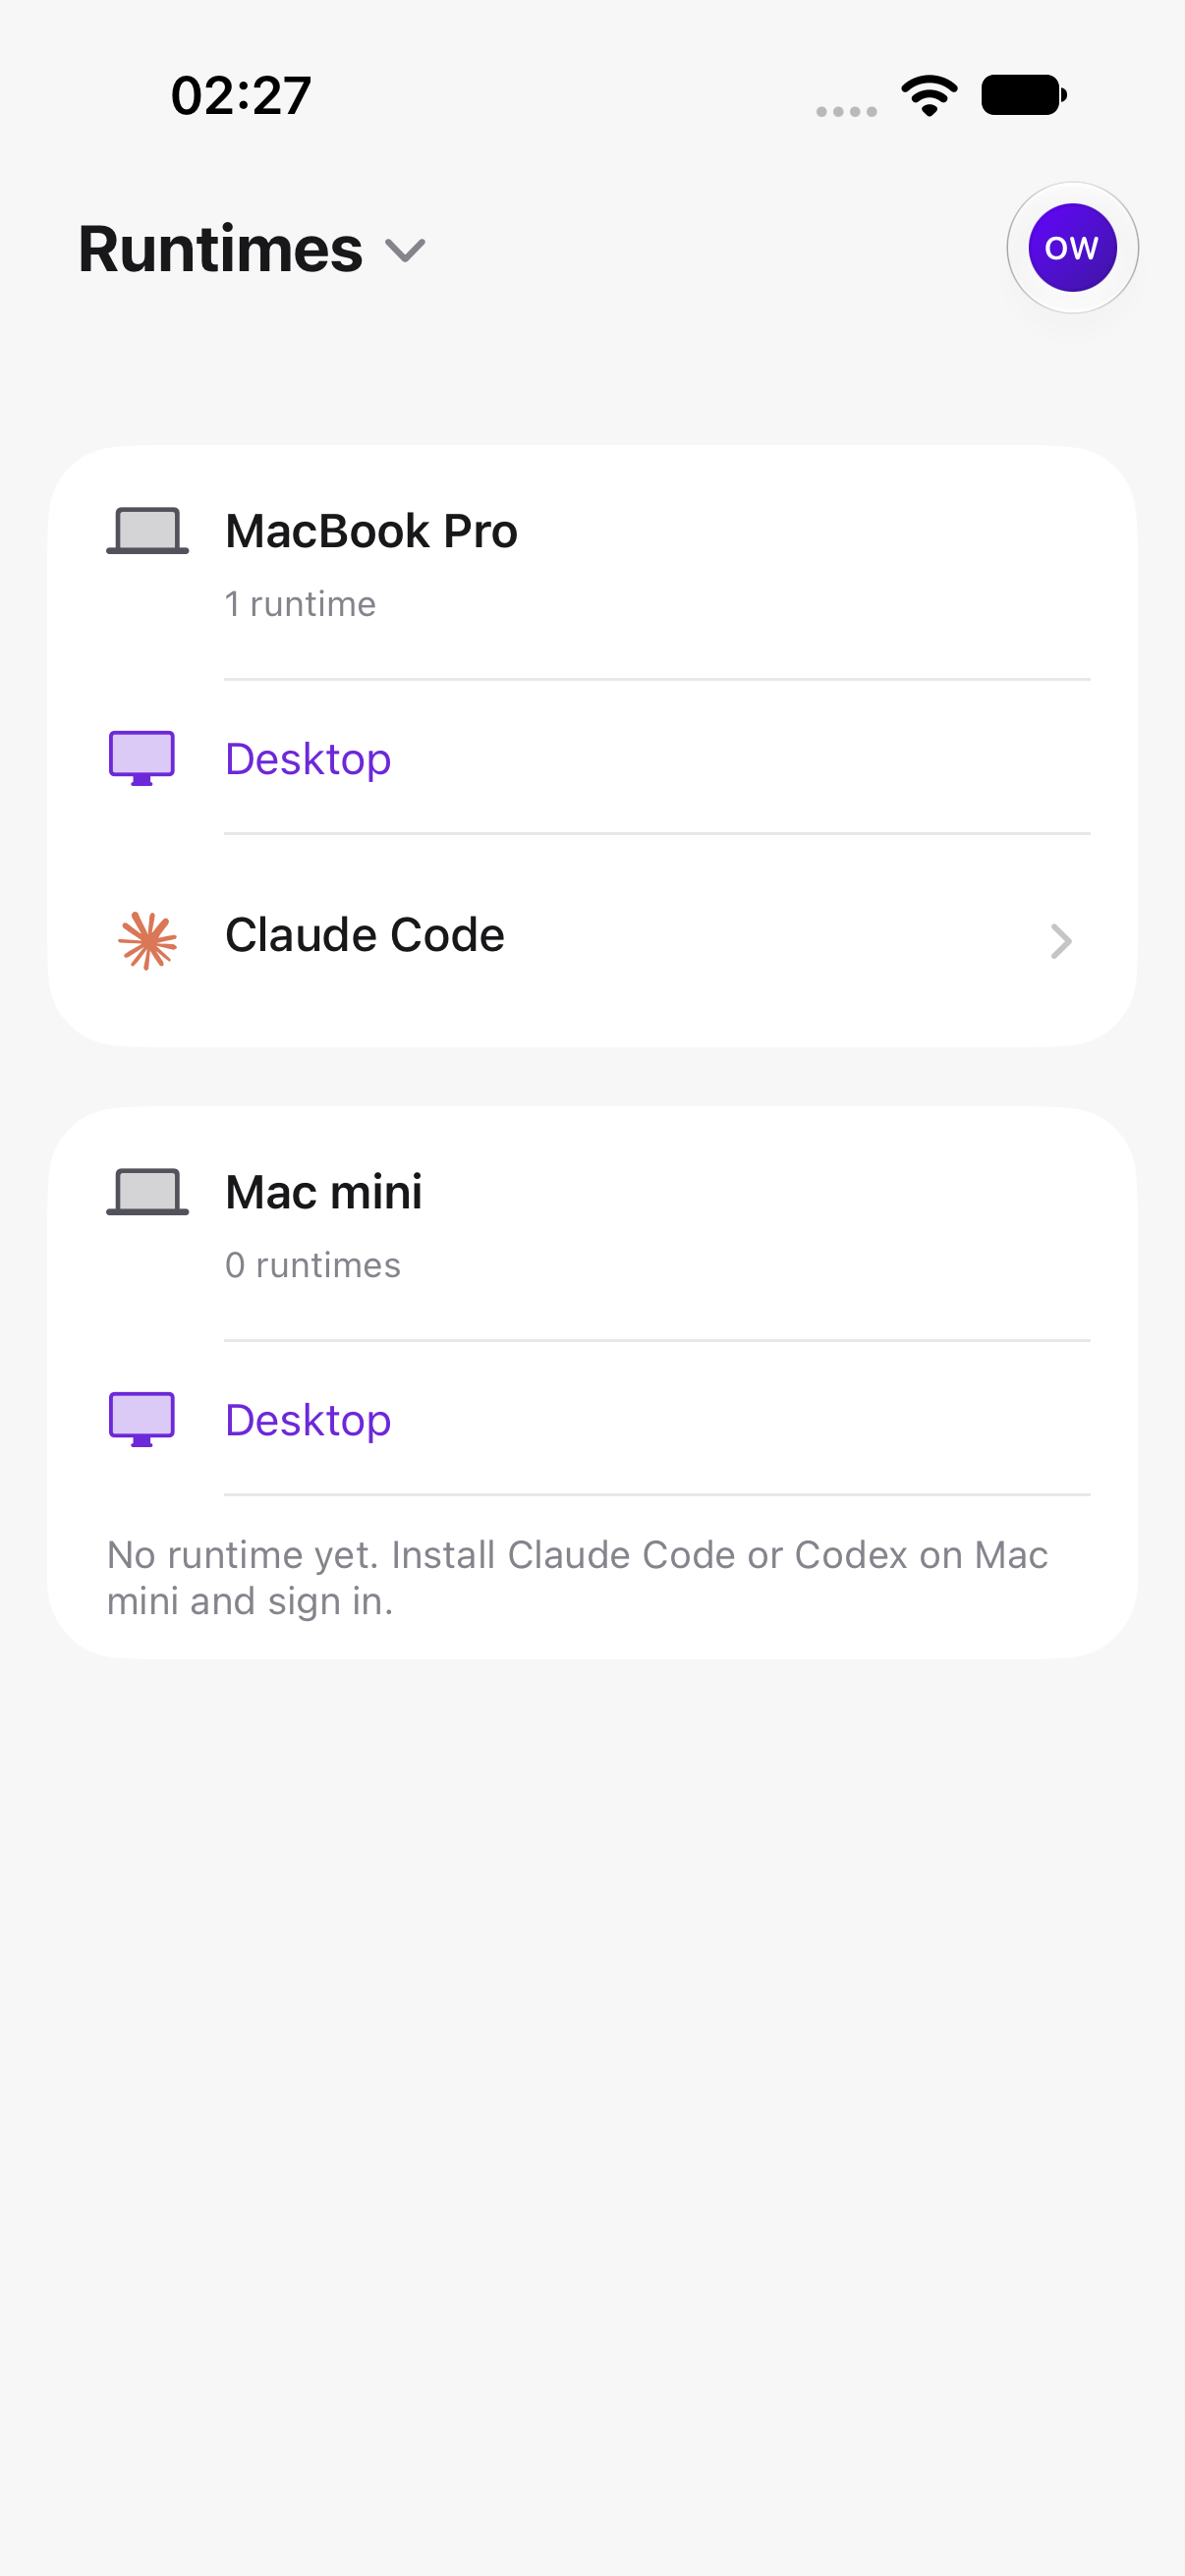 02:27
Runtimes
OW
MacBook Pro
1 runtime
Desktop
Claude Code
Mac mini
0 runtimes
Desktop
No runtime yet. Install Claude Code or Codex on Mac
mini and sign in.